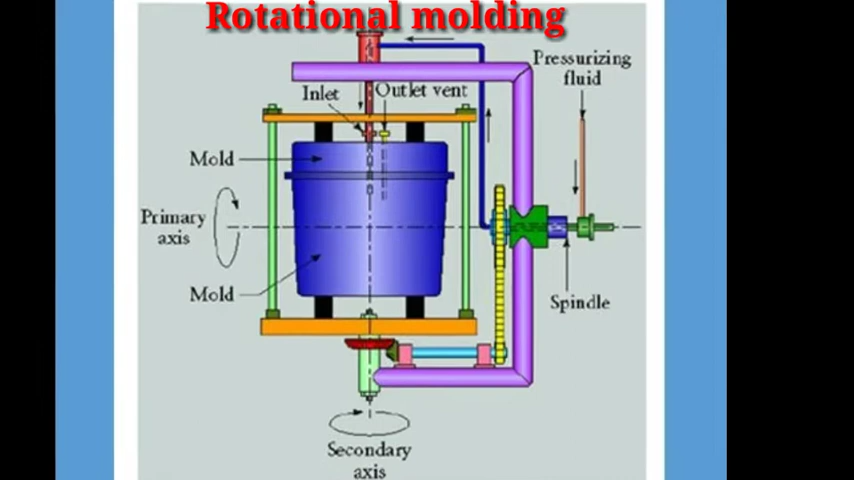 Rotational molding
Pressurizing
fluid
Inlet
Outlet vent
Mold
Primary
axis
Mold
Spindle
Secondary
axis